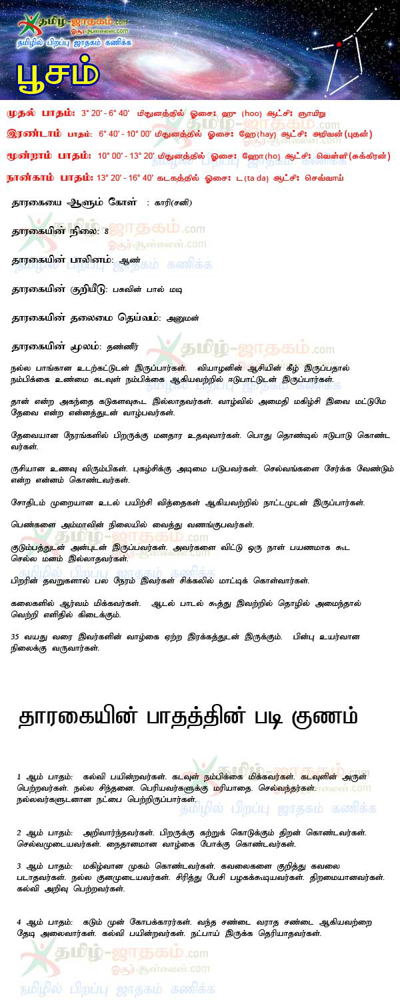 தமிழ்-ஜாதகம்.com
ஓசூர்-ஆன்லைன்.com
தமிழில் பிறப்பு ஜாதகம் கணிக்க
பூசம்
முதல் பாதம்: 3° 20' - 6° 40' மிதுனத்தில் ஓசை: ஹு (hoo) ஆட்சி: ஞாயிறு
இரண்டாம் பாதம்: 6° 40' - 10° 00' மிதுனத்தில் ஓசை: ஹே (hay) ஆட்சி: அறிவன் (புதன்)
மூன்றாம் பாதம்: 10° 00' - 13° 20' மிதுனத்தில் ஓசை: ஹோ (ho) ஆட்சி: வெள்ளி (சுக்கிரன்)
நான்காம் பாதம்: 13° 20' - 16° 40' கடகத்தில் ஓசை: ட (ta da) ஆட்சி: செவ்வாய்
தாரகையை ஆளும் கோள் : காரி(சனி)
தாரகையின் நிலை: 8
தாரகையின் பாலினம்: ஆண்
தாரகையின் குறியீடு: பசுவின் பால் மடி
தாரகையின் தலைமை தெய்வம்: அனுமன்
தாரகையின் மூலம்: தண்ணீர்
நல்ல பாங்கான உடற்கட்டுடன் இருப்பார்கள். வியாழனின் ஆசியின் கீழ் இருப்பதால்
நம்பிக்கை உண்மை கடவுள் நம்பிக்கை ஆகியவற்றில் ஈடுபாட்டுடன் இருப்பார்கள்.
தான் என்ற அகந்தை கடுகளவுகூட இல்லாதவர்கள். வாழ்வில் அமைதி மகிழ்சி இவை மட்டுமே
தேவை என்ற என்னத்துடன் வாழ்பவர்கள்.
தேவையான நேரங்களில் பிறருக்கு மனதார உதவுவார்கள். பொது தொண்டில் ஈடுபாடு கொண்ட
வர்கள்.
ருசியான உணவு விரும்பிகள். புகழ்சிக்கு அடிமை படுபவர்கள். செல்வங்களை சேர்க்க வேண்டும்
என்ற என்னம் கொண்டவர்கள்.
சோதிடம் முறையான உடல் பயிற்சி வித்தைகள் ஆகியவற்றில் நாட்டமுடன் இருப்பார்கள்.
பெண்களை அம்மாவின் நிலையில் வைத்து வணங்குபவர்கள்.
குடும்பத்துடன் அன்புடன் இருப்பவர்கள். அவர்களை விட்டு ஒரு நாள் பயணமாக கூட
செல்ல மனம் இல்லாதவர்கள்.
பிறரின் தவறுகளால் பல நேரம் இவர்கள் சிக்கலில் மாட்டிக் கொள்வார்கள்.
கலைகளில் ஆர்வம் மிக்கவர்கள். ஆடல் பாடல் கூத்து இவற்றில் தொழில் அமைந்தால்
வெற்றி எளிதில் கிடைக்கும்.
35 வயது வரை இவர்களின் வாழ்கை ஏற்ற இரக்கத்துடன் இருக்கும். பின்பு உயர்வான
நிலைக்கு வருவார்கள்.
தாரகையின் பாதத்தின் படி குணம்
1 ஆம் பாதம்: கல்வி பயின்றவர்கள். கடவுள் நம்பிக்கை மிக்கவர்கள். கடவுளின் அருள்
பெற்றவர்கள். நல்ல சிந்தனை. பெரியவர்களுக்கு மரியாதை. செல்வந்தர்கள்.
நல்லவர்களுடனான நட்பை பெற்றிருப்பார்கள்.
2 ஆம் பாதம்: அறிவார்ந்தவர்கள். பிறருக்கு கற்றுக் கொடுக்கும் திறன் கொண்டவர்கள்.
செல்வமுடையவர்கள். நைதானமான வாழ்கை போக்கு கொண்டவர்கள்.
3 ஆம் பாதம்: மகிழ்வான முகம் கொண்டவர்கள். கவலைகளை குறித்து கவலை
படாதவர்கள். நல்ல குனமுடையவர்கள். சிரித்து பேசி பழகக்கூடியவர்கள். திறமையானவர்கள்.
கல்வி அறிவு பெற்றவர்கள்.
4 ஆம் பாதம்: கடும் முன் கோபக்காரர்கள். வந்த சண்டை வராத சண்டை ஆகியவற்றை
தேடி அலைவார்கள். கல்வி பயின்றவர்கள். நட்பாய் இருக்க தெரியாதவர்கள்.